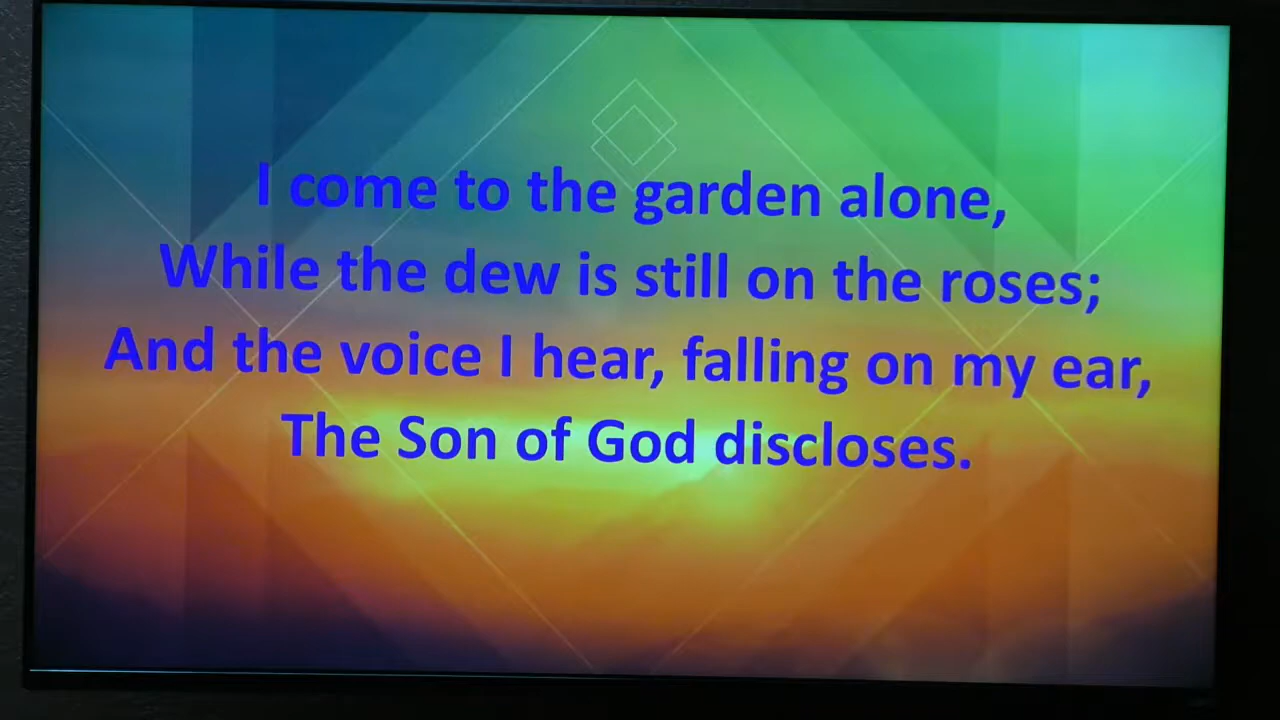 I come to the garden alone,
While the dew is still on the roses;
And the voice I hear, falling on my ear,
The Son of God discloses.